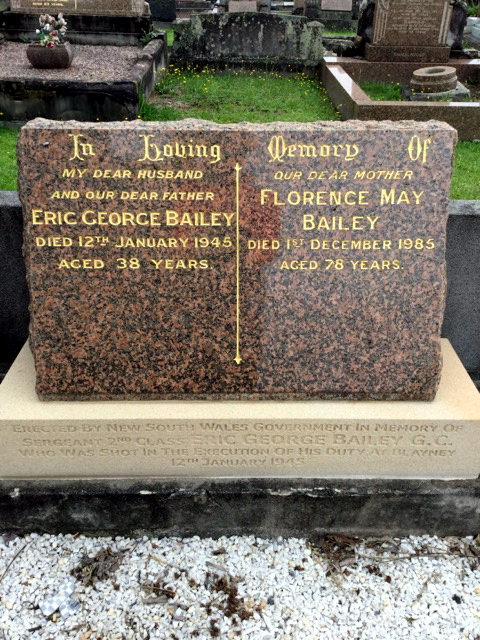 In Loving Memory Of
MY DEAR HUSBAND
AND OUR DEAR FATHER
ERIC GEORGE BAILEY
DIED 12TH JANUARY 1945
AGED 38 YEARS.
OUR DEAR MOTHER
FLORENCE MAY
BAILEY
DIED 1ST DECEMBER 1985
AGED 78 YEARS.
ERECTED BY NEW SOUTH WALES GOVERNMENT IN MEMORY OF
SERGEANT 2ND CLASS ERIC GEORGE BAILEY G.C.
WHO WAS SHOT IN THE EXECUTION OF HIS DUTY AT BLAYNEY
12TH JANUARY 1945